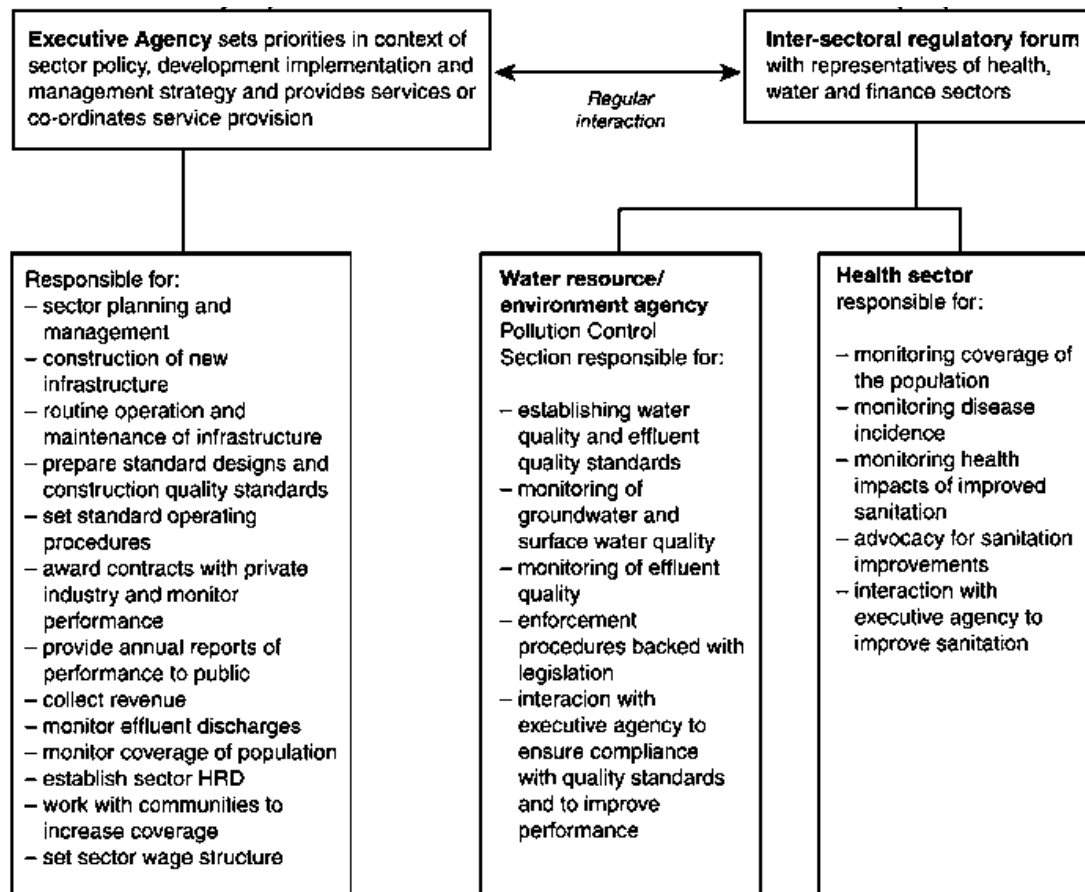 Executive Agency sets priorities in context of
sector policy, development implementation and
management strategy and provides services or
co-ordinates service provision
Regular
interaction
Inter-sectoral regulatory forum
with representatives of health,
water and finance sectors
Responsible for:
– sector planning and
management
– construction of new
infrastructure
– routine operation and
maintenance of infrastructure
– prepare standard designs and
construction quality standards
– set standard operating
procedures
– award contracts with private
industry and monitor
performance
– provide annual reports of
performance to public
– collect revenue
– monitor effluent discharges
– monitor coverage of population
– establish sector HRD
– work with communities to
increase coverage
– set sector wage structure
Water resource/
environment agency
Pollution Control
Section responsible for:
– establishing water
quality and effluent
quality standards
– monitoring of
groundwater and
surface water quality
– monitoring of effluent
quality
– enforcement
procedures backed with
legislation
– interacion with
executive agency to
ensure compliance
with quality standards
and to improve
performance
Health sector
responsible for:
– monitoring coverage of
the population
– monitoring disease
incidence
– monitoring health
impacts of improved
sanitation
– advocacy for sanitation
improvements
– interaction with
executive agency to
improve sanitation